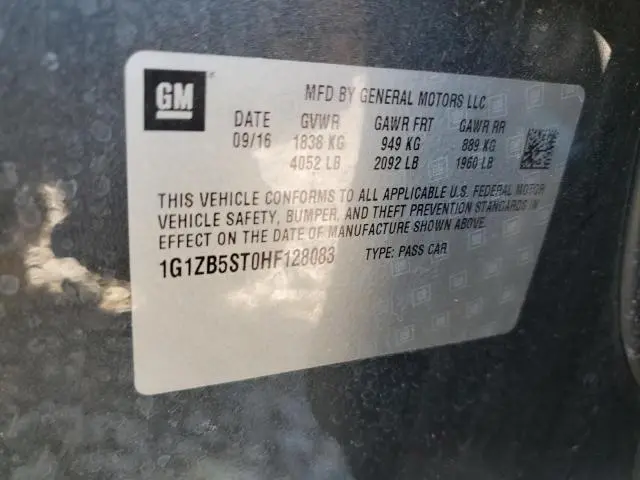 GM
MFD BY GENERAL MOTORS LLC
DATE GVWR GAWR FRT GAWR RR
09/16 1838 KG 949 KG 889 KG
4052 LB 2092 LB 1960 LB
THIS VEHICLE CONFORMS TO ALL APPLICABLE U.S. FEDERAL MOTOR
VEHICLE SAFETY, BUMPER, AND THEFT PREVENTION STANDARDS IN
EFFECT ON THE DATE OF MANUFACTURE SHOWN ABOVE.
1G1ZB5ST0HF128083 TYPE: PASS CAR